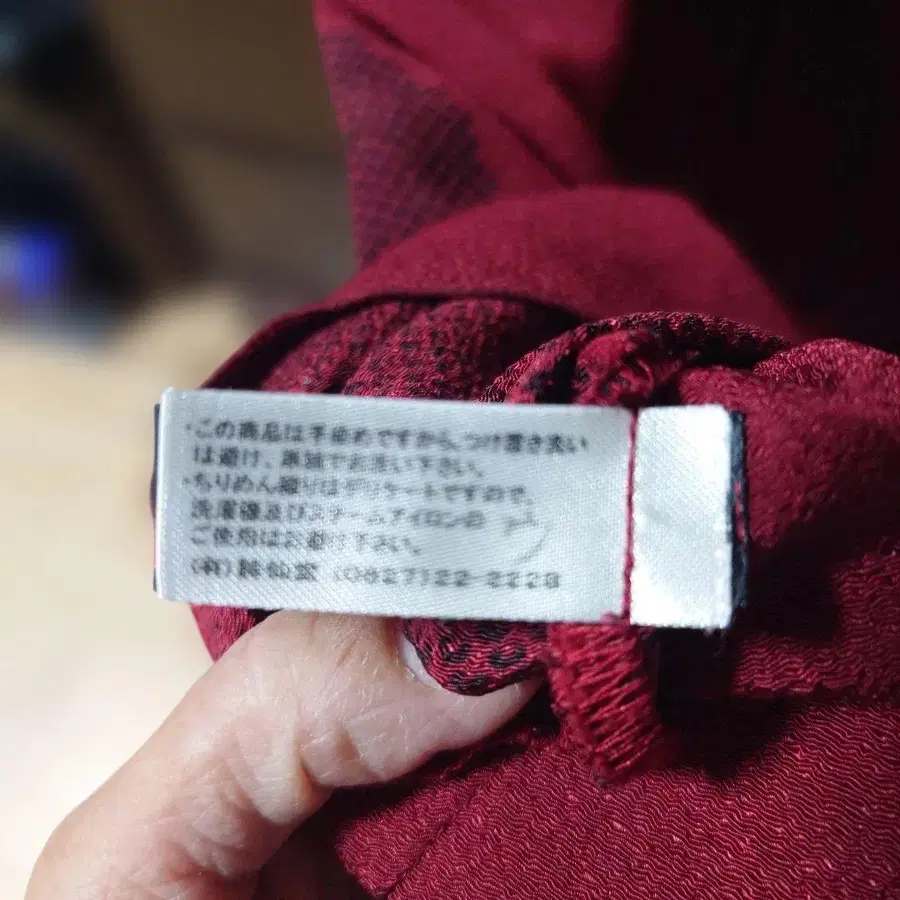 ・この商品は手染めですから、つけ置き洗い
は避け、単独でお洗い下さい。
・ちりめん織りはデリケートですので、
洗濯機及びスチームアイロンの
ご使用はお避け下さい。
(有) (0827)22-2228